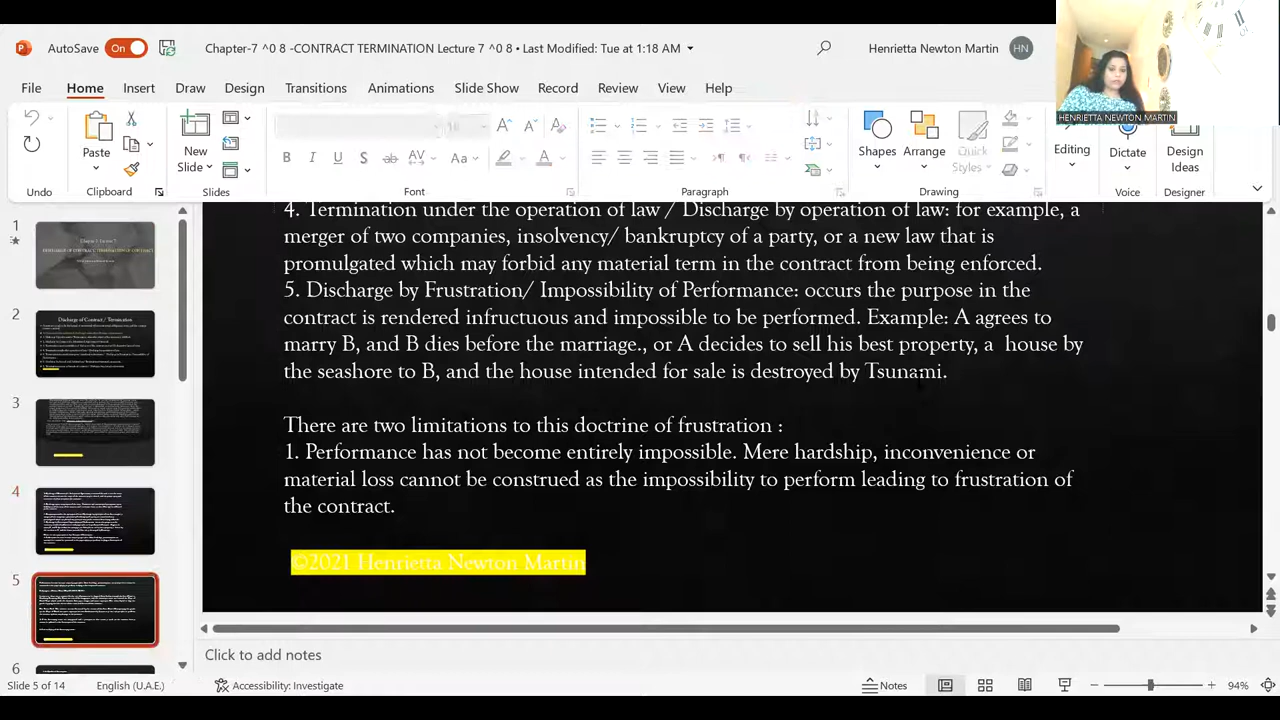 AutoSave On Chapter-7 ^0 8 -CONTRACT TERMINATION Lecture 7 ^0 8 • Last Modified: Tue at 1:18 AM Henrietta Newton Martin HN
HENRIETTA NEWTON MARTIN
File Home Insert Draw Design Transitions Animations Slide Show Record Review View Help
Paste New Slide Shapes Arrange Quick Styles Editing Dictate Design Ideas
Undo Clipboard Slides Font Paragraph Drawing Voice Designer
4. Termination under the operation of law / Discharge by operation of law: for example, a
merger of two companies, insolvency/ bankruptcy of a party or a new law that is
promulgated which may forbid any material term in the contract from being enforced.
5. Discharge by Frustration/ Impossibility of Performance: occurs the purpose in the
contract is rendered infructuous and impossible to be performed. Example: A agrees to
marry B, and B dies before the marriage., or A decides to sell his best property, a house by
the seashore to B, and the house intended for sale is destroyed by Tsunami.
There are two limitations to this doctrine of frustration :
1. Performance has not become entirely impossible. Mere hardship, inconvenience or
material loss cannot be construed as the impossibility to perform leading to frustration of
the contract.
©2021 Henrietta Newton Martin
1
2
Discharge of Contract / Termination
3
4
5
6
Click to add notes
Slide 5 of 14 English (U.A.E.) Accessibility: Investigate Notes 94%